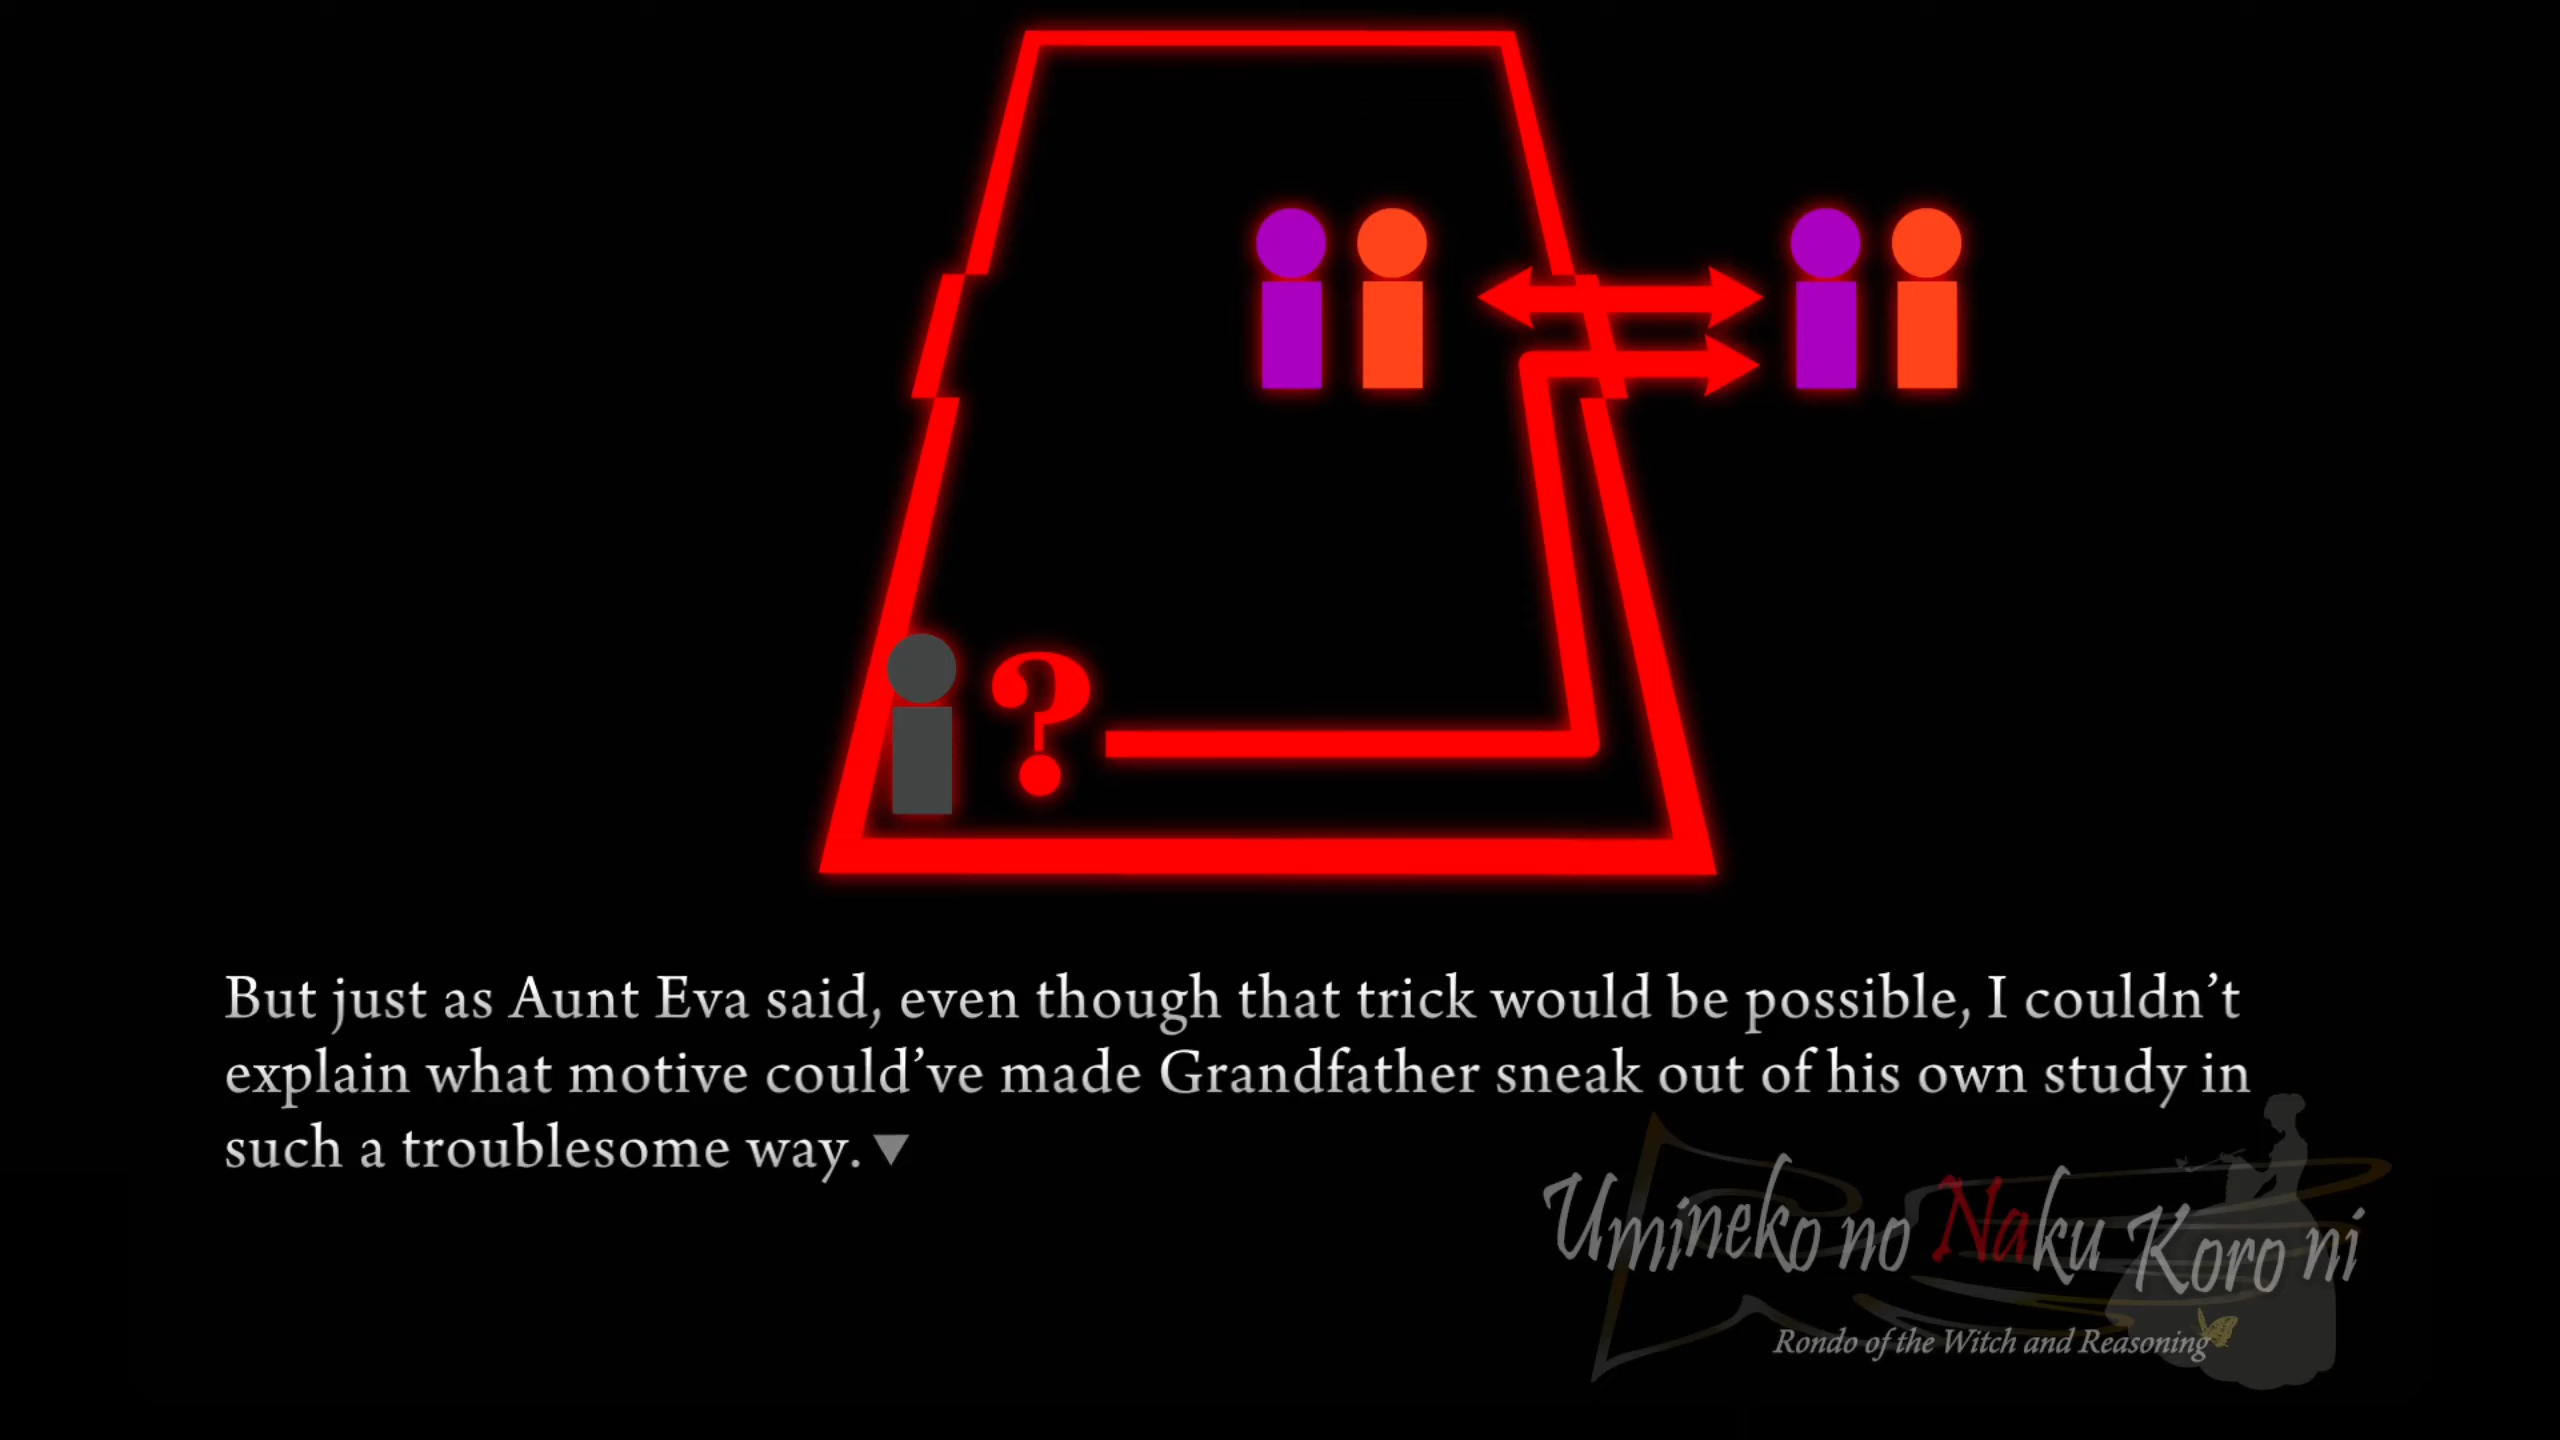 ?
But just as Aunt Eva said, even though that trick would be possible, I couldn’t
explain what motive could’ve made Grandfather sneak out of his own study in
such a troublesome way.
Umineko no Naku Koro ni
Rondo of the Witch and Reasoning